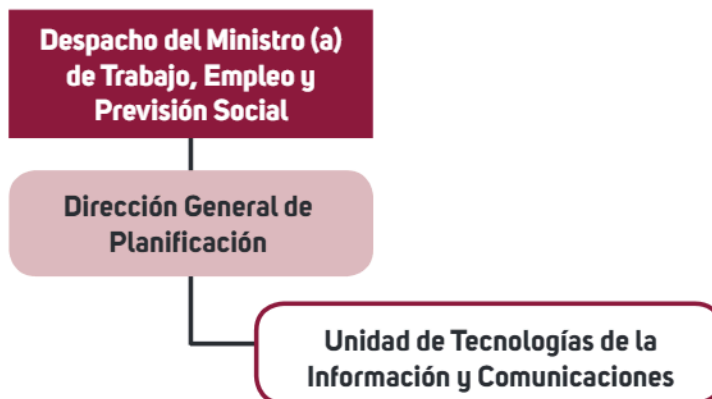 Despacho del Ministro (a)
de Trabajo, Empleo y
Previsión Social
Dirección General de
Planificación
Unidad de Tecnologías de la
Información y Comunicaciones